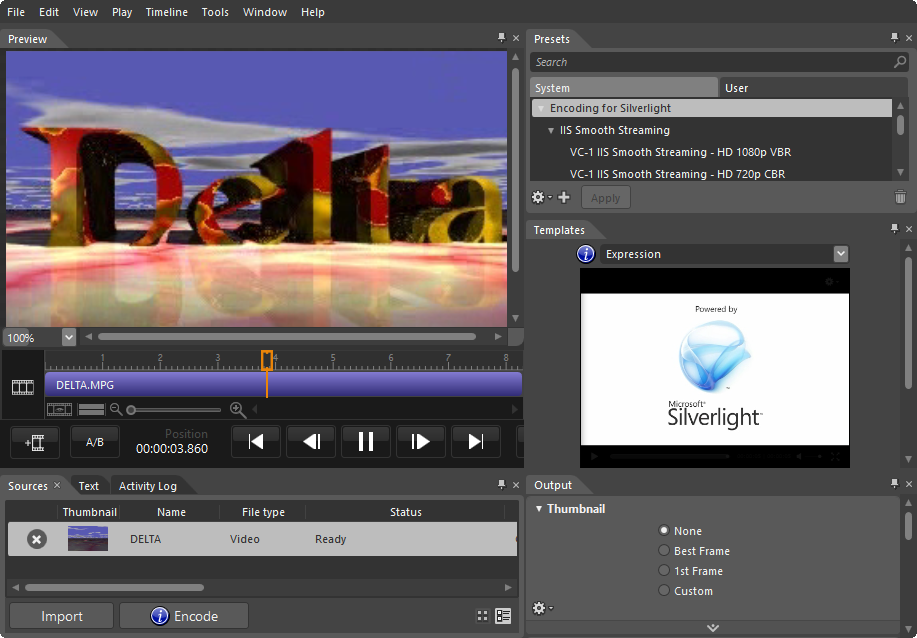 File Edit View Play Timeline Tools Window Help
Preview
Delta
100%
1 2 3 4 5 6 7 8
DELTA.MPG
A/B
Position
00:00:03.860
Sources Text Activity Log
Thumbnail Name File type Status
DELTA Video Ready
Import Encode
Presets
Search
System User
Encoding for Silverlight
IIS Smooth Streaming
VC-1 IIS Smooth Streaming - HD 1080p VBR
VC-1 IIS Smooth Streaming - HD 720p CBR
Apply
Templates
Expression
Powered by
Microsoft®
Silverlight™
Output
Thumbnail
None
Best Frame
1st Frame
Custom